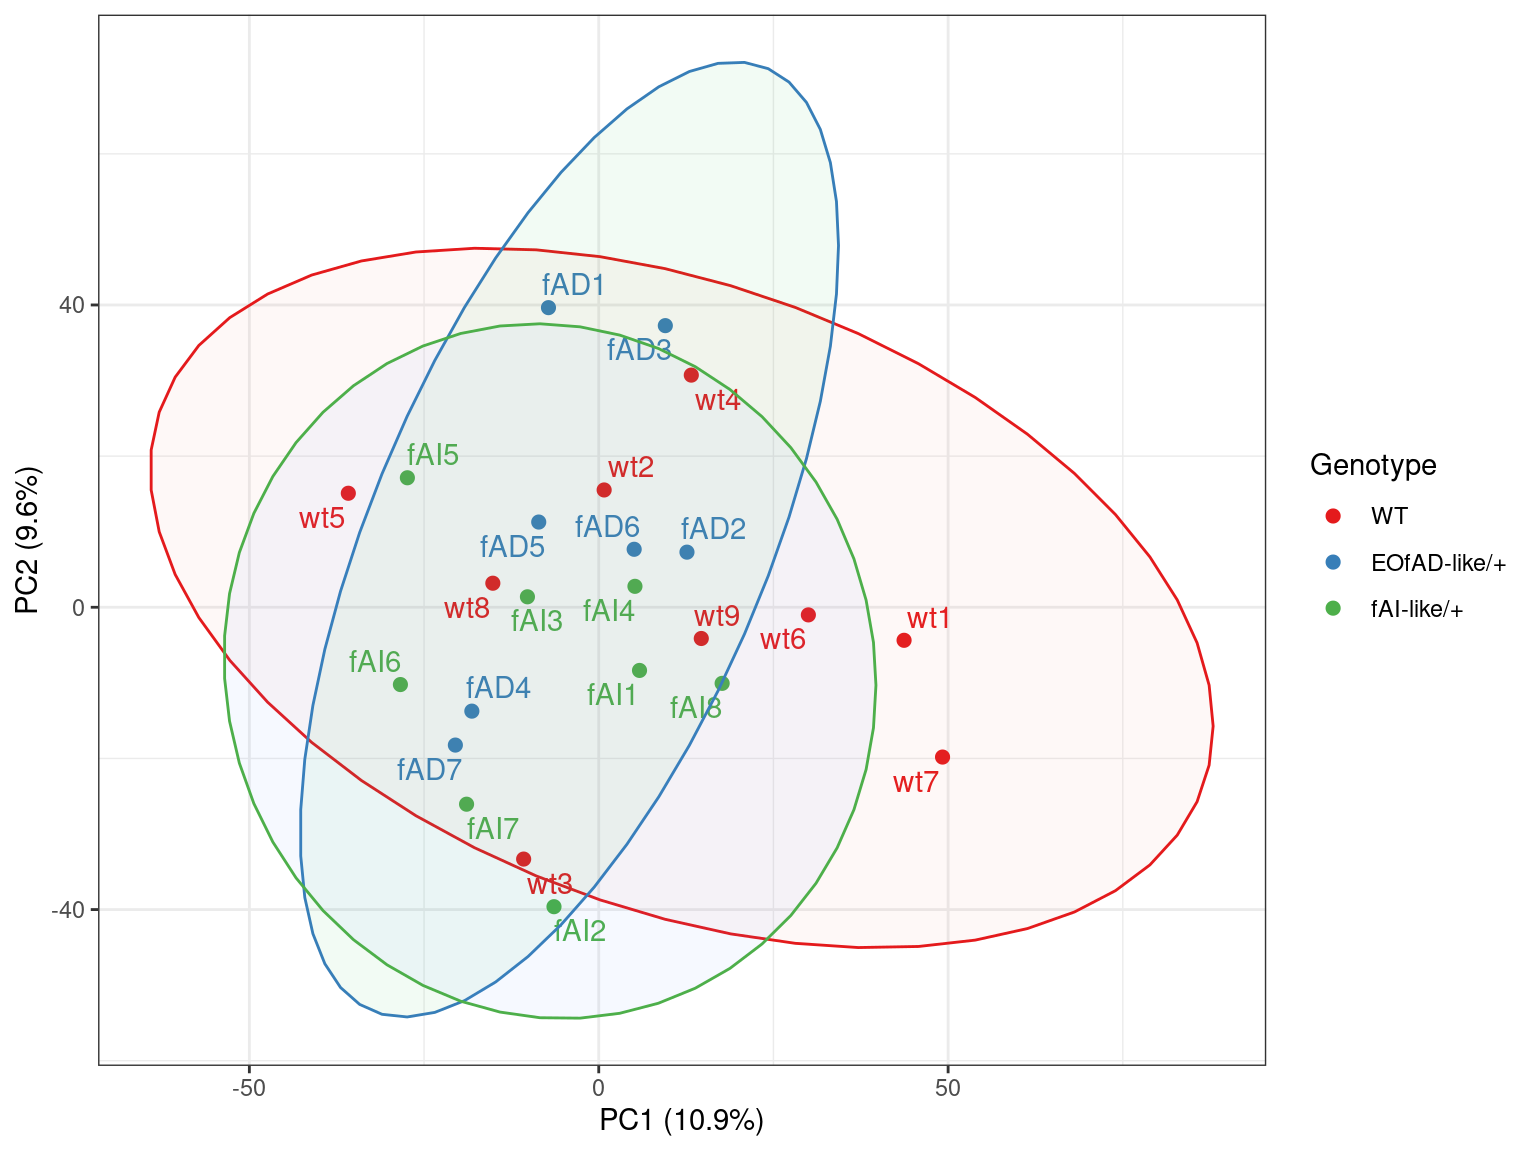 fAD1
40
fAD3
wt4
fAI5
wt2
wt5
fAD6
fAD2
fAD5
PC2 (9.6%)
0
wt8
fAI3
fAI4
wt9
wt6
wt1
fAI6
fAD4
fAI1
fAI8
fAD7
wt7
fAI7
wt3
-40
fAI2
-50
0
50
PC1 (10.9%)
Genotype
WT
EOfAD-like/+
fAI-like/+